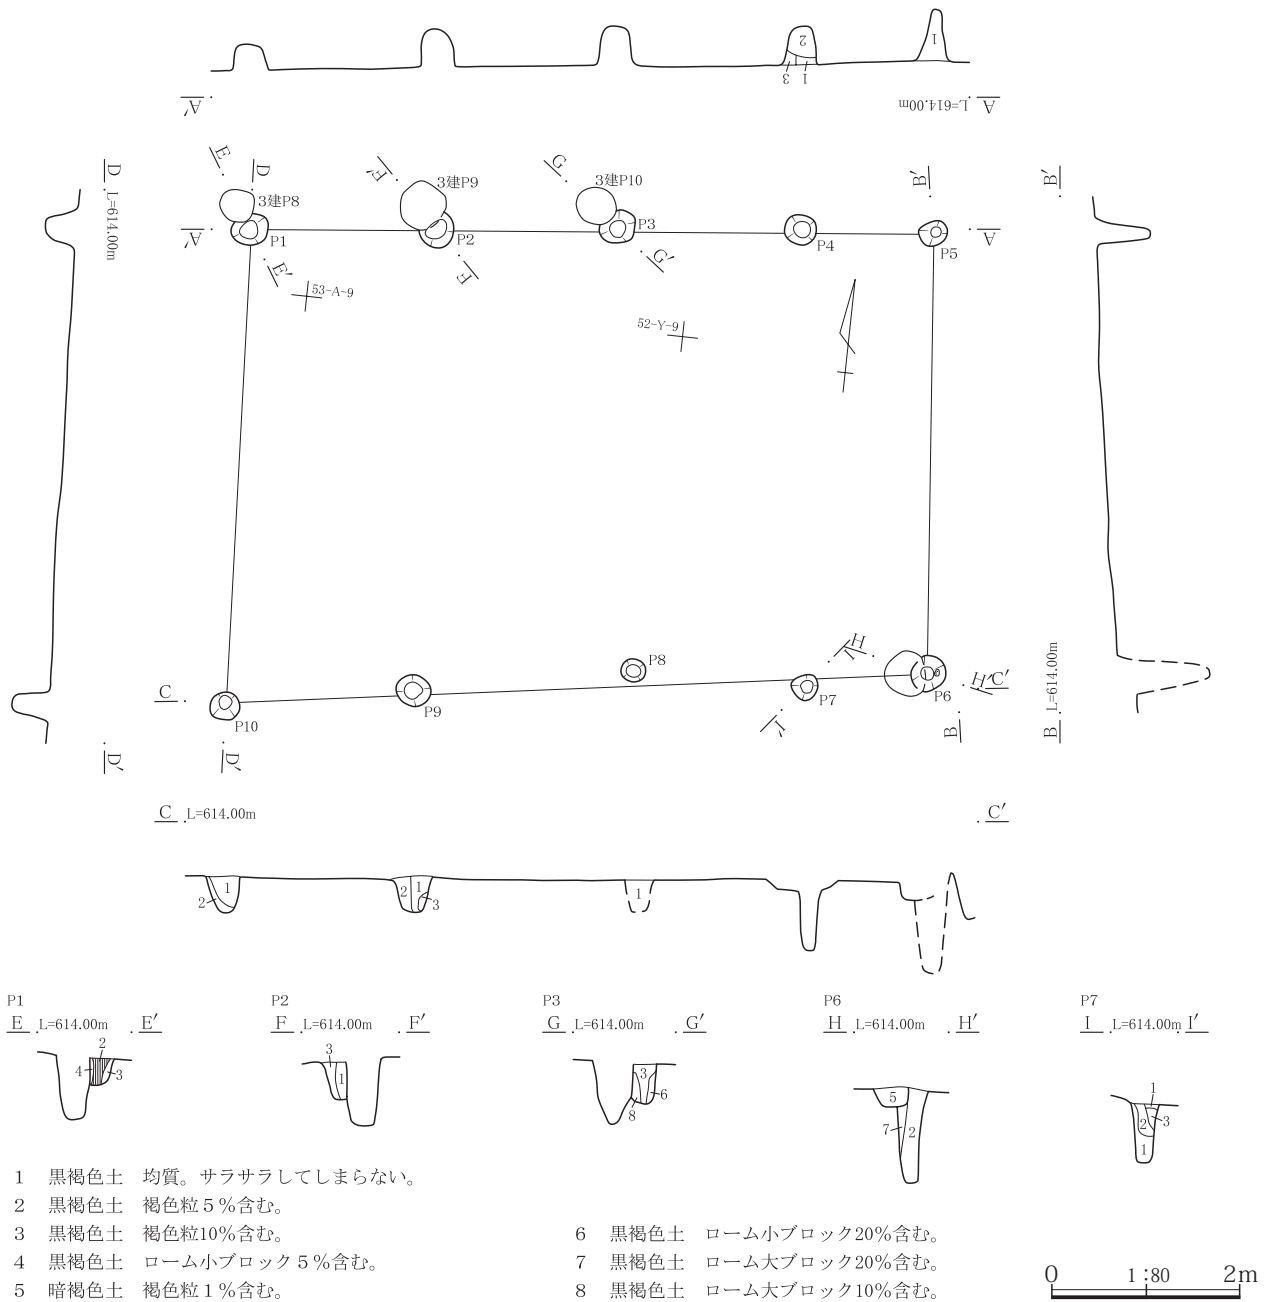 2
1
3 1
A′
L=614.00m A
E
D
F′
G
B′
B′
D
L=614.00m
3建P8
3建P9
3建P10
A′
P1
P2
P3
P4
P5
A
E′
F
G′
53-A-9
52-Y-9
H
I
P8
C
P10
P9
P7
P6
H′
C′
I′
D′
D′
B
B L=614.00m
C L=614.00m
C′
1
2
2 1
3
1
P1
E L=614.00m E′
2
4 3
P2
F L=614.00m F′
3
1
P3
G L=614.00m G′
3
6
8
P6
H L=614.00m H′
5
7 2
P7
I L=614.00m I′
1
2 3
1
1 黒褐色土 均質。サラサラしてしまらない。
2 黒褐色土 褐色粒5%含む。
3 黒褐色土 褐色粒10%含む。
4 黒褐色土 ローム小ブロック5%含む。
5 暗褐色土 褐色粒1%含む。
6 黒褐色土 ローム小ブロック20%含む。
7 黒褐色土 ローム大ブロック20%含む。
8 黒褐色土 ローム大ブロック10%含む。
0 1:80 2m